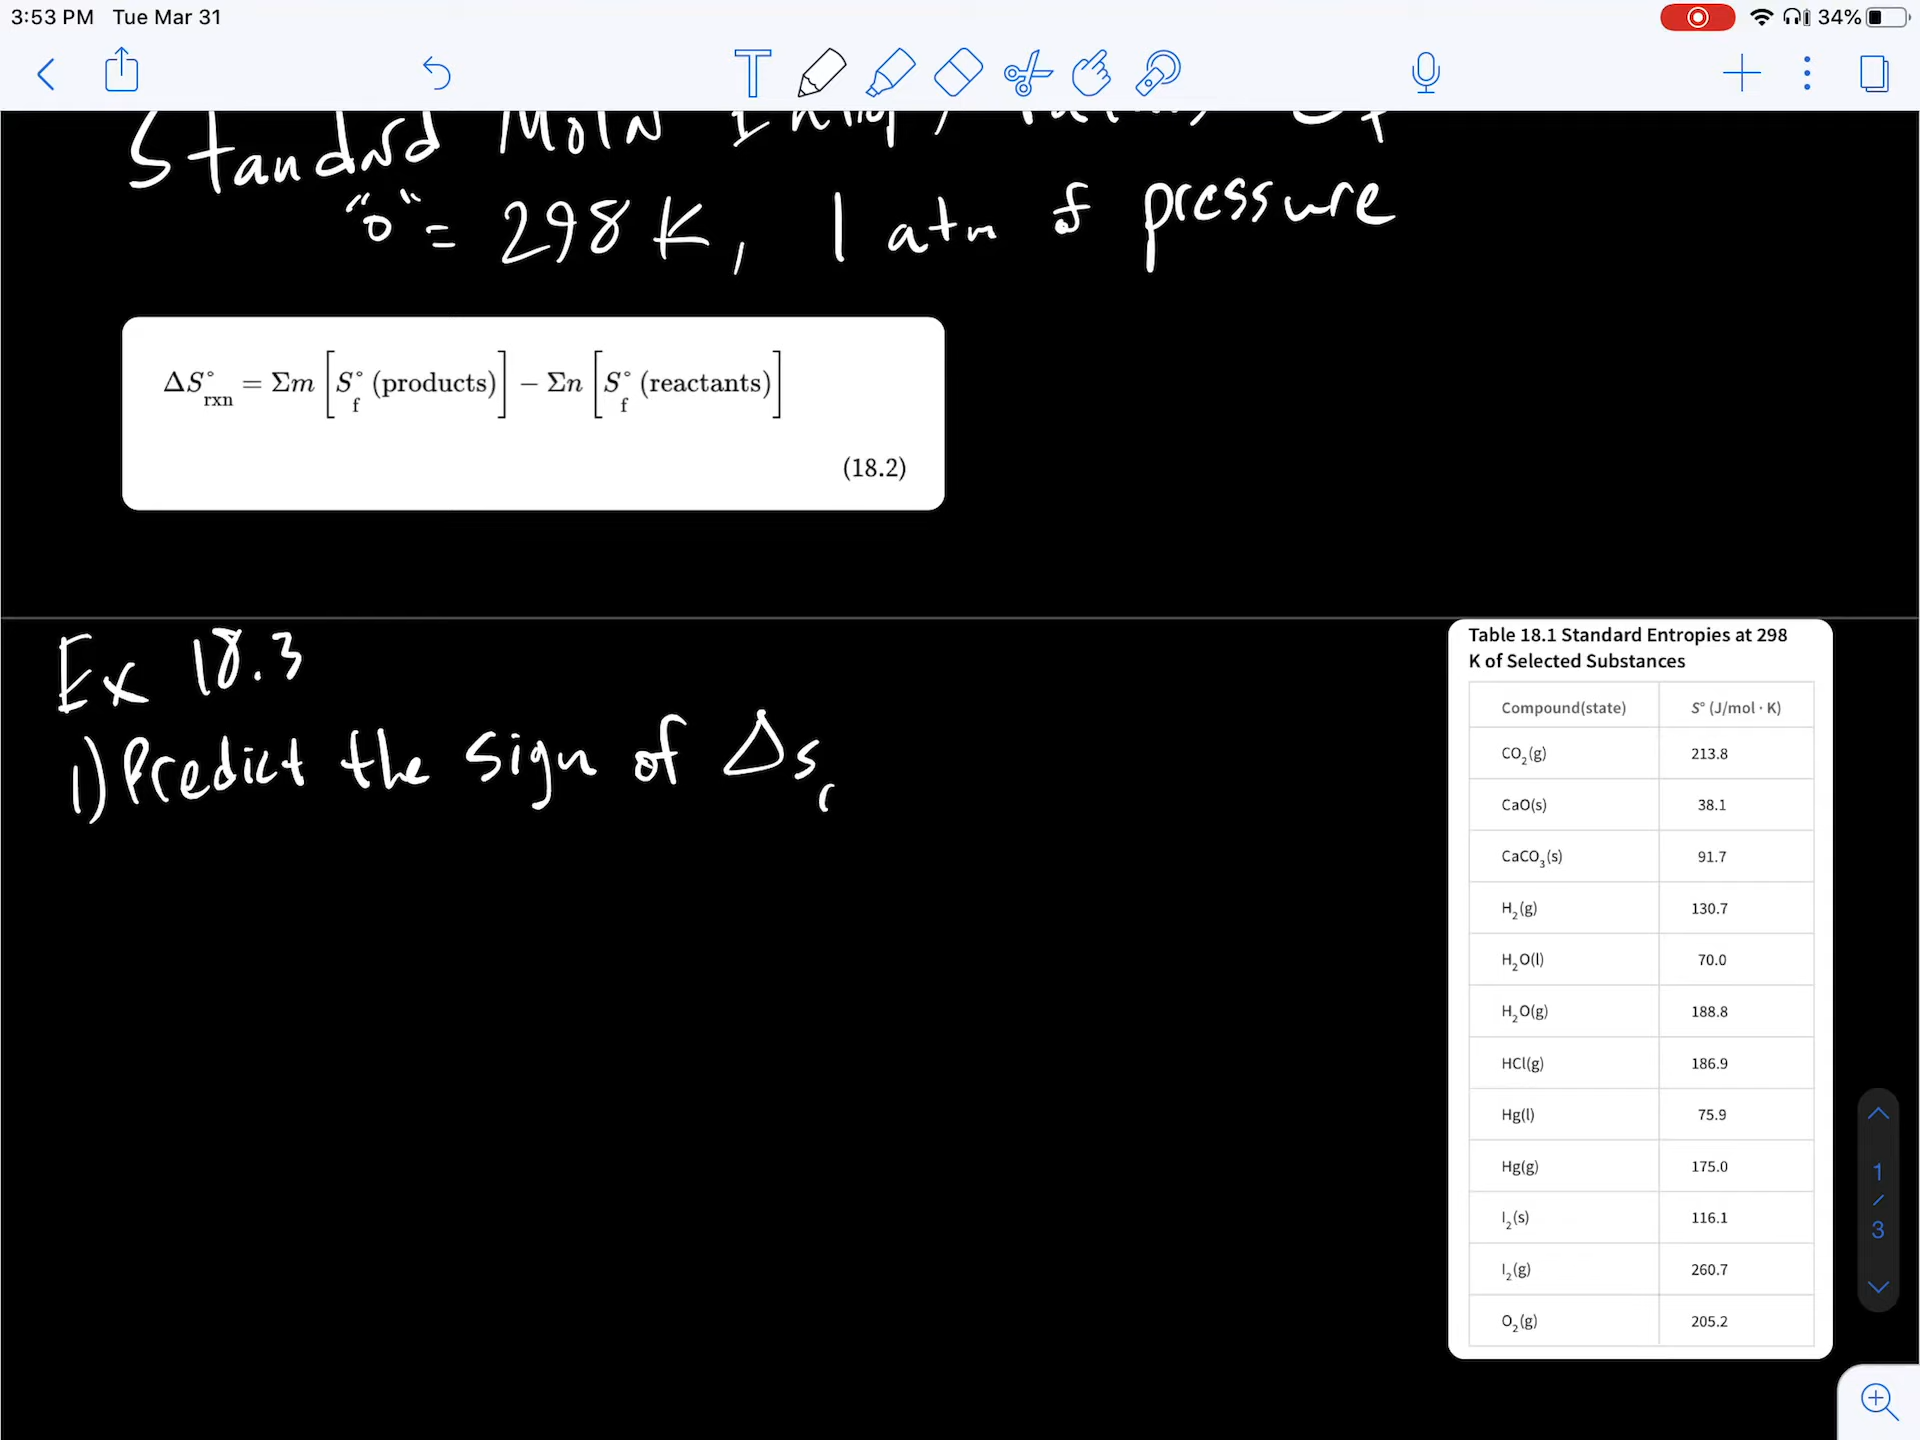 3:53 PM Tue Mar 31
34%
Standard Molar
"o" = 298 K, 1 atm of pressure
ΔS°rxn = Σm [S°f (products)] − Σn [S°f (reactants)]
(18.2)
Ex 18.3
1) Predict the sign of ΔS
Table 18.1 Standard Entropies at 298
K of Selected Substances
Compound(state) S° (J/mol · K)
CO₂(g) 213.8
CaO(s) 38.1
CaCO₃(s) 91.7
H₂(g) 130.7
H₂O(l) 70.0
H₂O(g) 188.8
HCl(g) 186.9
Hg(l) 75.9
Hg(g) 175.0
I₂(s) 116.1
I₂(g) 260.7
O₂(g) 205.2
1
/
3